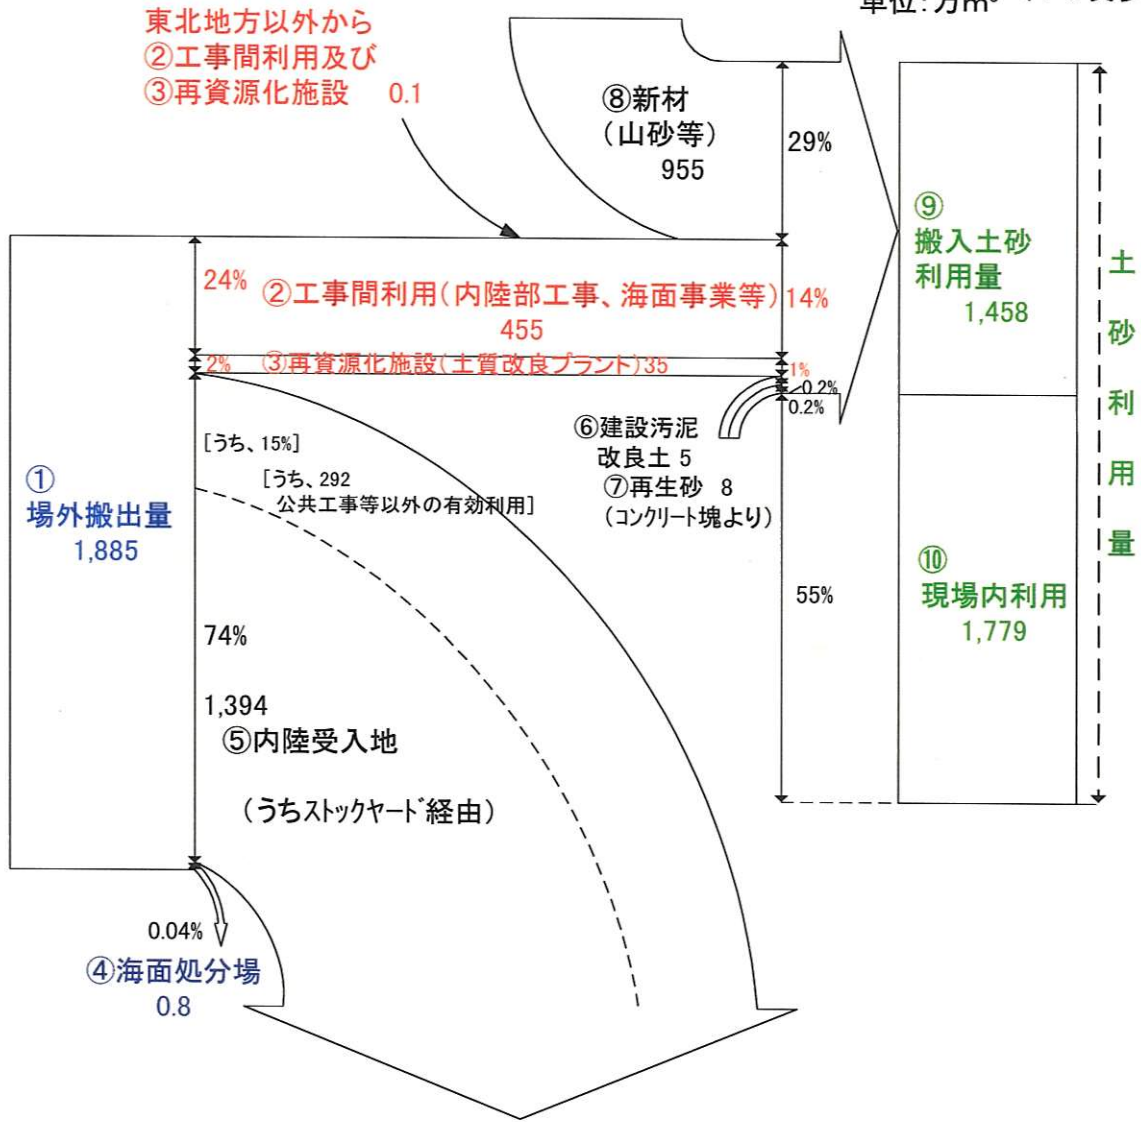 単位：万m³
東北地方以外から
②工事間利用及び
③再資源化施設 0.1
⑧新材
（山砂等）
955
29%
⑨
搬入土砂
利用量
1,458
土砂利用量
24%
②工事間利用（内陸部工事、海面事業等）
14%
455
2%
③再資源化施設（土質改良プラント）35
1%
0.2%
0.2%
⑥建設汚泥
改良土 5
⑦再生砂 8
（コンクリート塊より）
[うち、15%]
[うち、292
公共工事等以外の有効利用]
①
場外搬出量
1,885
55%
⑩
現場内利用
1,779
74%
1,394
⑤内陸受入地
（うちストックヤード経由）
0.04%
④海面処分場
0.8